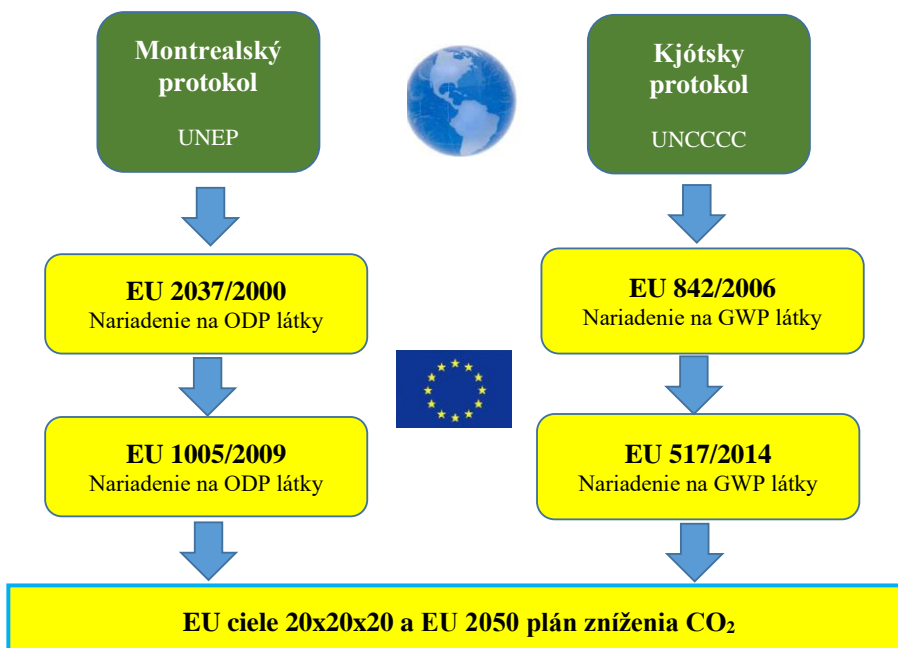 Montrealský
protokol
UNEP
Kjótsky
protokol
UNCCCC
EU 2037/2000
Nariadenie na ODP látky
EU 842/2006
Nariadenie na GWP látky
EU 1005/2009
Nariadenie na ODP látky
EU 517/2014
Nariadenie na GWP látky
EU ciele 20x20x20 a EU 2050 plán zníženia CO₂